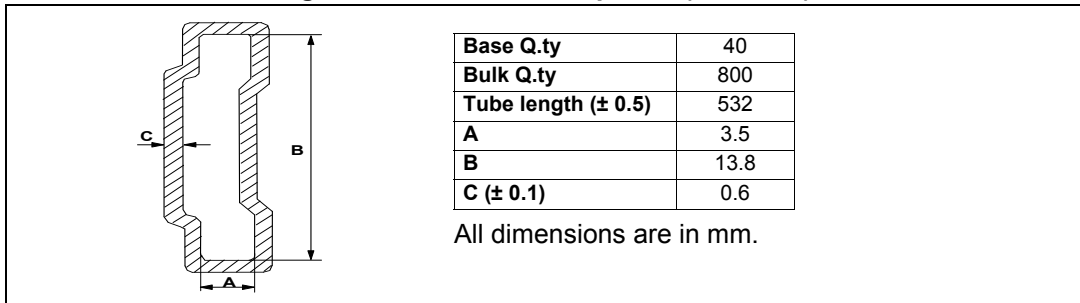 C
B
A
Base Q.ty 40
Bulk Q.ty 800
Tube length (± 0.5) 532
A 3.5
B 13.8
C (± 0.1) 0.6
All dimensions are in mm.